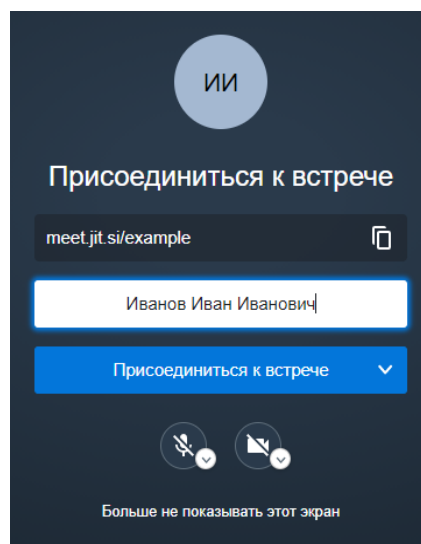 ИИ
Присоединиться к встрече
meet.jit.si/example
Иванов Иван Иванович
Присоединиться к встрече
Больше не показывать этот экран